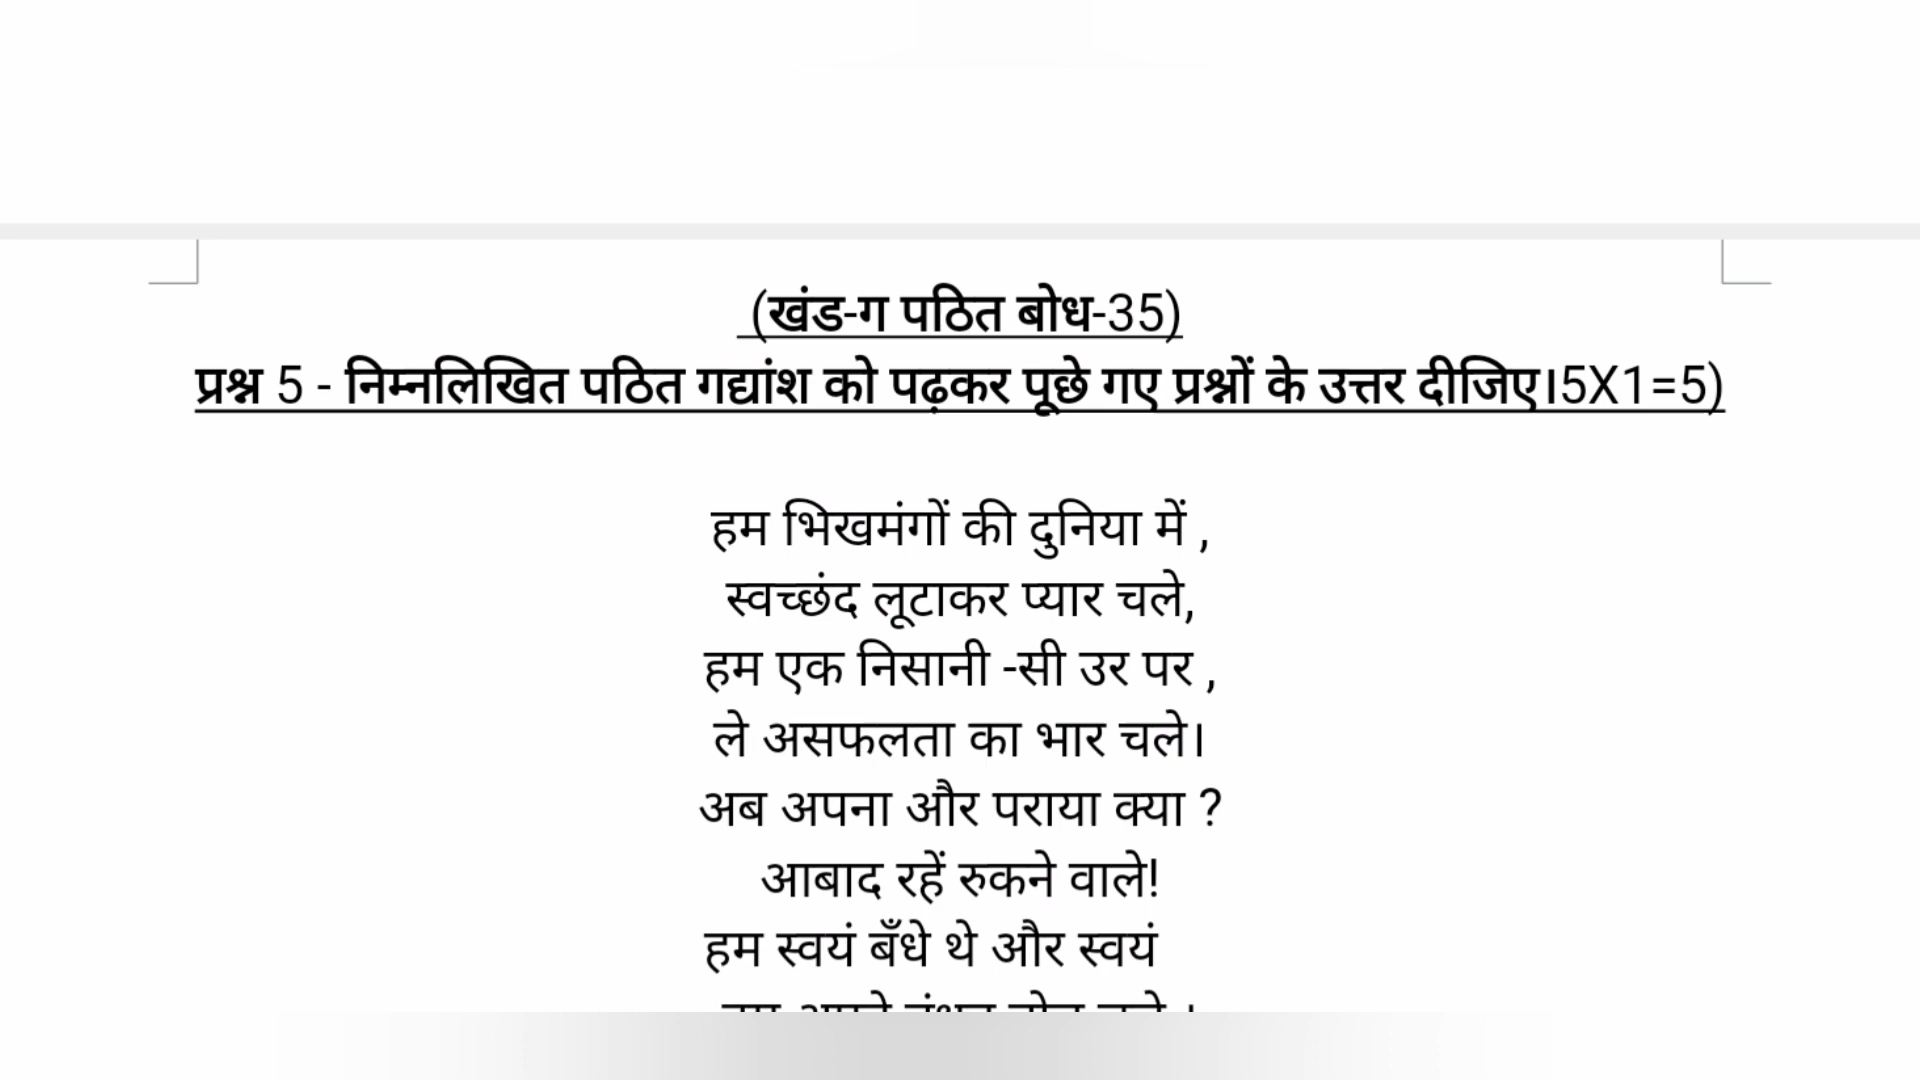 (खंड-ग पठित बोध-35)
प्रश्न 5 - निम्नलिखित पठित गद्यांश को पढ़कर पूछे गए प्रश्नों के उत्तर दीजिए।5X1=5)
हम भिखमंगों की दुनिया में ,
स्वच्छंद लूटाकर प्यार चले,
हम एक निसानी -सी उर पर ,
ले असफलता का भार चले।
अब अपना और पराया क्या ?
आबाद रहें रुकने वाले!
हम स्वयं बँधे थे और स्वयं